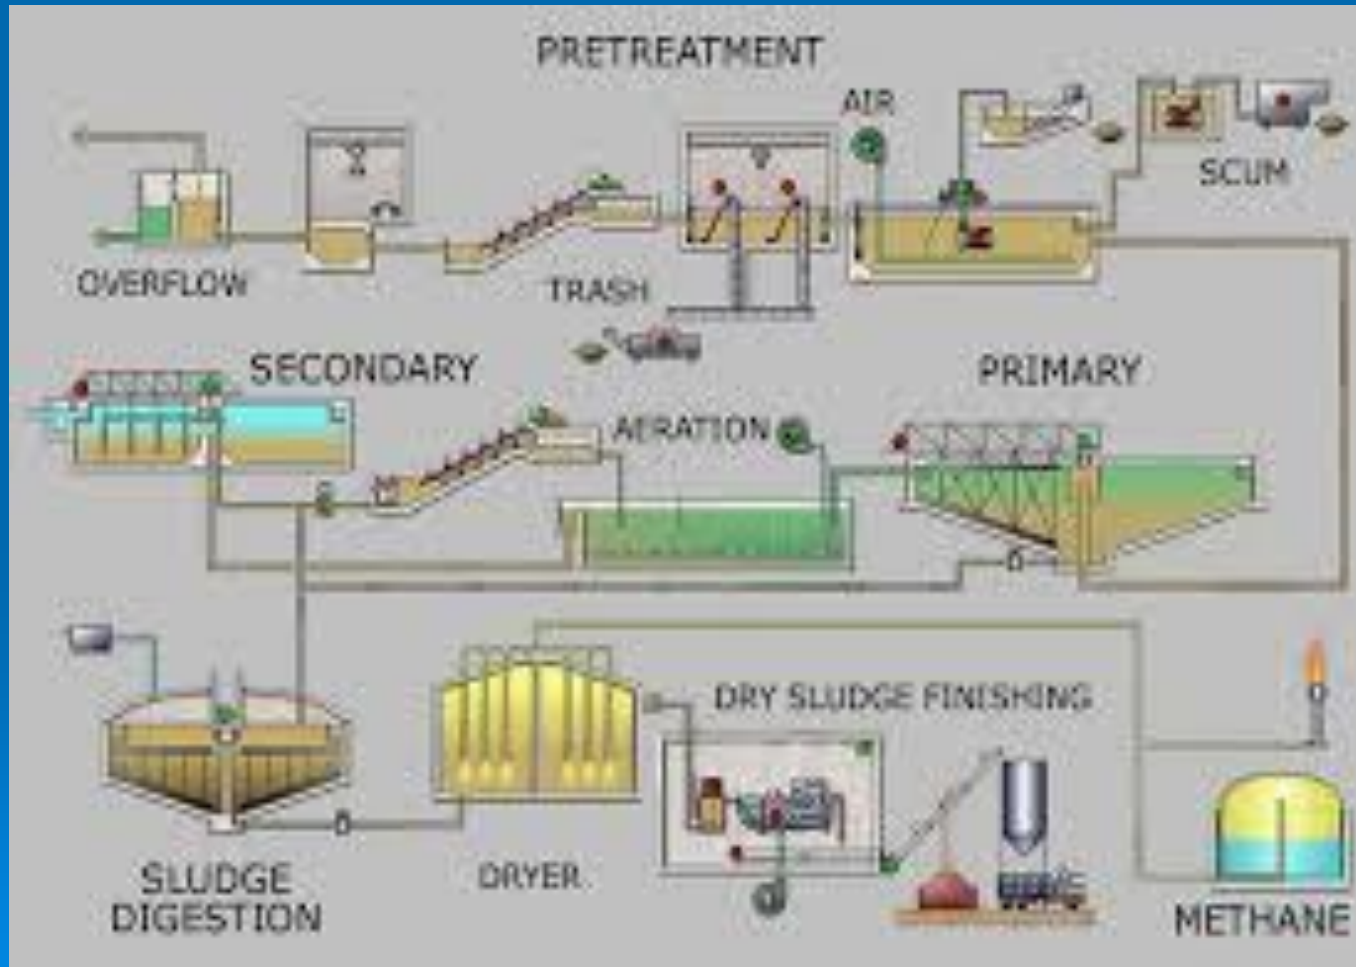 PRETREATMENT
AIR
SCUM
OVERFLOW
TRASH
SECONDARY
PRIMARY
AERATION
DRY SLUDGE FINISHING
SLUDGE
DIGESTION
DRYER
METHANE